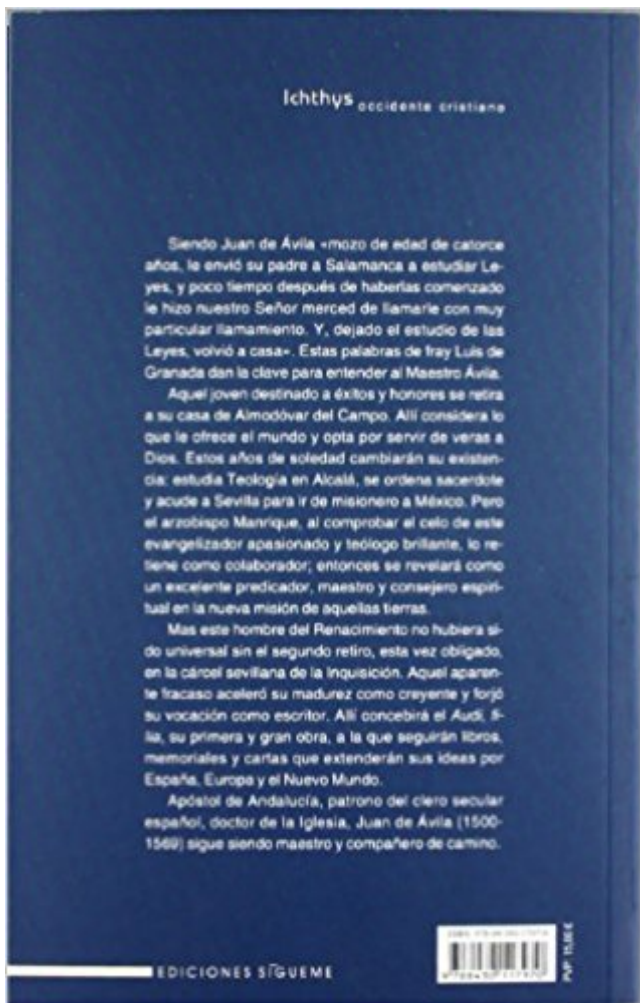 Ichthys occidente cristiano
Siendo Juan de Ávila «mozo de edad de catorce
años, le envió su padre a Salamanca a estudiar Le-
yes, y poco tiempo después de haberlas comenzado
le hizo nuestro Señor merced de llamarle con muy
particular llamamiento. Y, dejado el estudio de las
Leyes, volvió a casa». Estas palabras de fray Luis de
Granada dan la clave para entender al Maestro Ávila.
Aquel joven destinado a éxitos y honores se retira
a su casa de Almodóvar del Campo. Allí considera lo
que le ofrece el mundo y opta por servir de veras a
Dios. Estos años de soledad cambiarán su existen-
cia: estudia Teología en Alcalá, se ordena sacerdote
y acude a Sevilla para ir de misionero a México. Pero
el arzobispo Manrique, al comprobar el celo de este
evangelizador apasionado y teólogo brillante, lo re-
tiene como colaborador; entonces se revelará como
un excelente predicador, maestro y consejero espiri-
tual en la nueva misión de aquellas tierras.
Mas este hombre del Renacimiento no hubiera si-
do universal sin el segundo retiro, esta vez obligado,
en la cárcel sevillana de la Inquisición. Aquel aparen-
te fracaso aceleró su madurez como creyente y forjó
su vocación como escritor. Allí concebirá el Audi, fi-
lia, su primera y gran obra, a la que seguirán libros,
memoriales y cartas que extenderán sus ideas por
España, Europa y el Nuevo Mundo.
Apóstol de Andalucía, patrono del clero secular
español, doctor de la Iglesia, Juan de Ávila (1500-
1569) sigue siendo maestro y compañero de camino.
EDICIONES SÍGUEME
PVP: 15,00 €